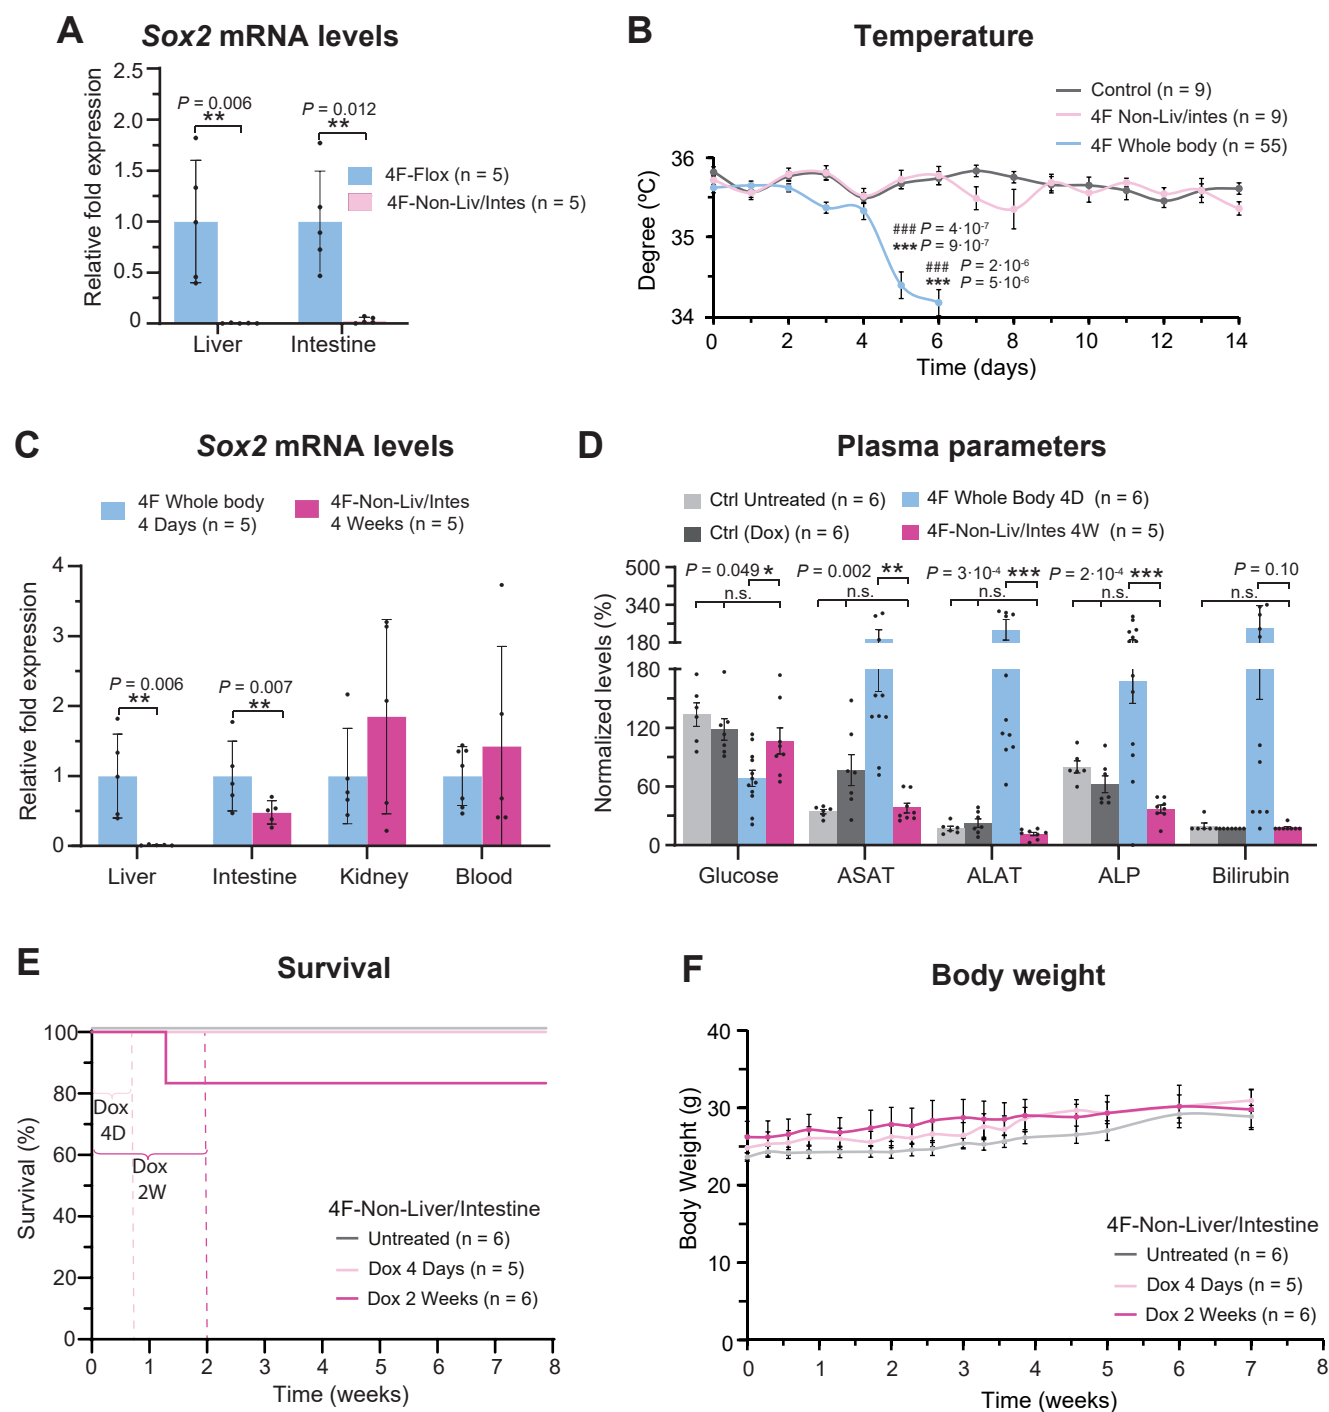 A
Sox2 mRNA levels
Relative fold expression
2.5
2.0
1.5
1.0
0.5
0
P = 0.006
**
P = 0.012
**
4F-Flox (n = 5)
4F-Non-Liv/Intes (n = 5)
Liver
Intestine
B
Temperature
Control (n = 9)
4F Non-Liv/intes (n = 9)
4F Whole body (n = 55)
Degree (ºC)
36
35
34
### P = 4·10-7
*** P = 9·10-7
### P = 2·10-6
*** P = 5·10-6
0 2 4 6 8 10 12 14
Time (days)
C
Sox2 mRNA levels
4F Whole body
4 Days (n = 5)
4F-Non-Liv/Intes
4 Weeks (n = 5)
Relative fold expression
4
3
2
1
0
P = 0.006
**
P = 0.007
**
Liver
Intestine
Kidney
Blood
D
Plasma parameters
Ctrl Untreated (n = 6)
4F Whole Body 4D (n = 6)
Ctrl (Dox) (n = 6)
4F-Non-Liv/Intes 4W (n = 5)
Normalized levels (%)
500
340
180
180
120
60
0
P = 0.049 *
n.s.
P = 0.002 **
n.s.
P = 3·10-4 ***
n.s.
P = 2·10-4 ***
n.s.
P = 0.10
n.s.
Glucose
ASAT
ALAT
ALP
Bilirubin
E
Survival
Survival (%)
100
80
60
40
20
0
Dox
4D
Dox
2W
4F-Non-Liver/Intestine
Untreated (n = 6)
Dox 4 Days (n = 5)
Dox 2 Weeks (n = 6)
0 1 2 3 4 5 6 7 8
Time (weeks)
F
Body weight
Body Weight (g)
40
30
20
10
0
4F-Non-Liver/Intestine
Untreated (n = 6)
Dox 4 Days (n = 5)
Dox 2 Weeks (n = 6)
0 1 2 3 4 5 6 7 8
Time (weeks)